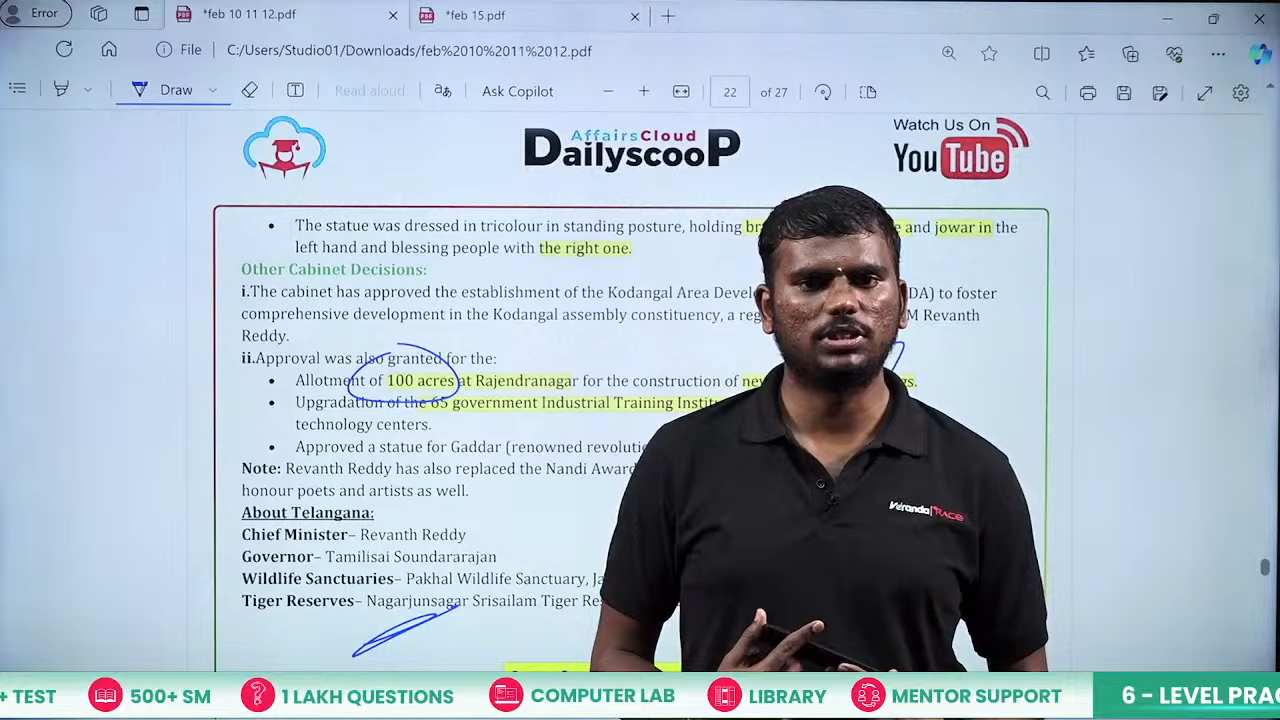 Error
*feb 10 11 12.pdf
*feb 15.pdf
File
C:/Users/Studio01/Downloads/feb%2010%2011%2012.pdf
Draw
Read aloud
Ask Copilot
22
of 27
AffairsCloud
DailyscooP
Watch Us On
YouTube
• The statue was dressed in tricolour in standing posture, holding and jowar in the
left hand and blessing people with the right one.
Other Cabinet Decisions:
i.The cabinet has approved the establishment of the Kodangal Area to foster
comprehensive development in the Kodangal assembly constituency, a Revanth
Reddy.
ii.Approval was also granted for the:
• Allotment of 100 acres at Rajendranagar for the construction of
• Upgradation of the 65 government Industrial Training
technology centers.
• Approved a statue for Gaddar (renowned
Note: Revanth Reddy has also replaced the Nandi
honour poets and artists as well.
About Telangana:
Chief Minister– Revanth Reddy
Governor– Tamilisai Soundararajan
Wildlife Sanctuaries– Pakhal Wildlife Sanctuary,
Tiger Reserves– Nagarjunsagar Srisailam Tiger
Veranda RACE
+ TEST
500+ SM
1 LAKH QUESTIONS
COMPUTER LAB
LIBRARY
MENTOR SUPPORT
6 - LEVEL